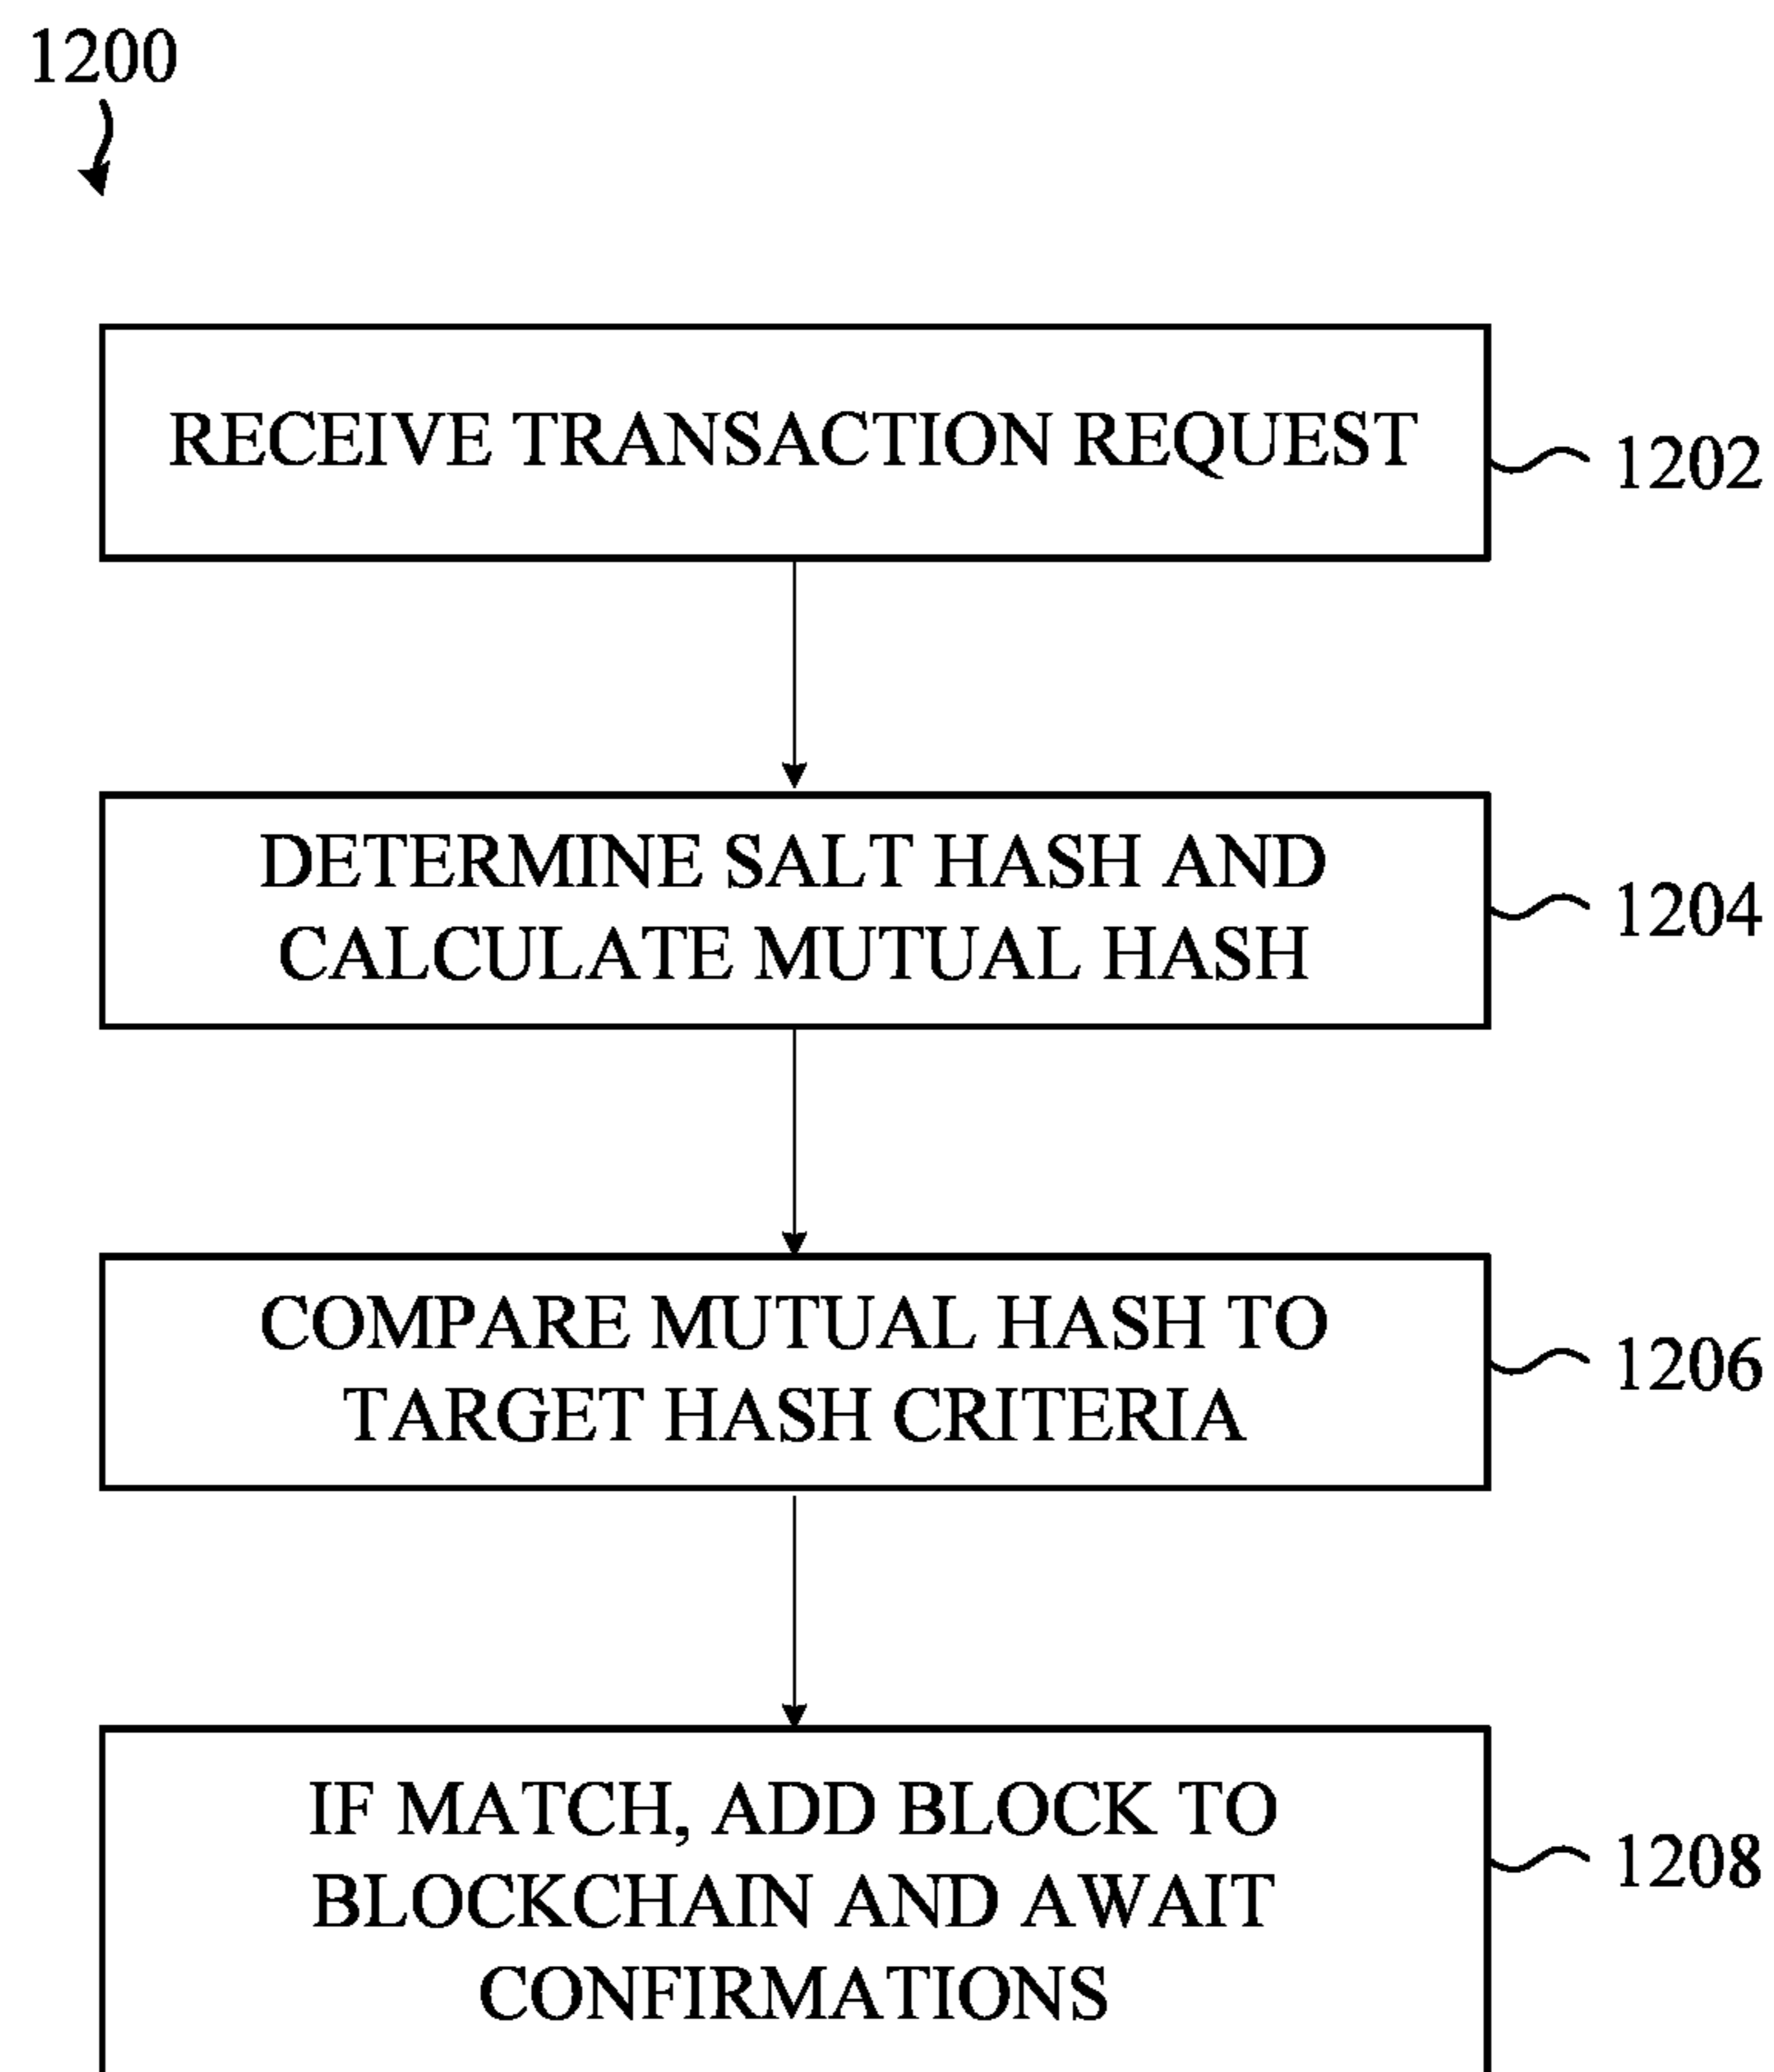 1200
RECEIVE TRANSACTION REQUEST
1202
DETERMINE SALT HASH AND
CALCULATE MUTUAL HASH
1204
COMPARE MUTUAL HASH TO
TARGET HASH CRITERIA
1206
IF MATCH, ADD BLOCK TO
BLOCKCHAIN AND AWAIT
CONFIRMATIONS
1208